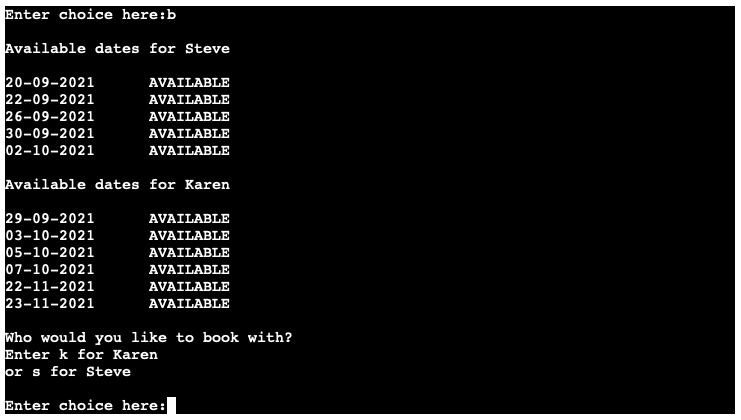 Enter choice here:b
Available dates for Steve
20-09-2021 AVAILABLE
22-09-2021 AVAILABLE
26-09-2021 AVAILABLE
30-09-2021 AVAILABLE
02-10-2021 AVAILABLE
Available dates for Karen
29-09-2021 AVAILABLE
03-10-2021 AVAILABLE
05-10-2021 AVAILABLE
07-10-2021 AVAILABLE
22-11-2021 AVAILABLE
23-11-2021 AVAILABLE
Who would you like to book with?
Enter k for Karen
or s for Steve
Enter choice here: